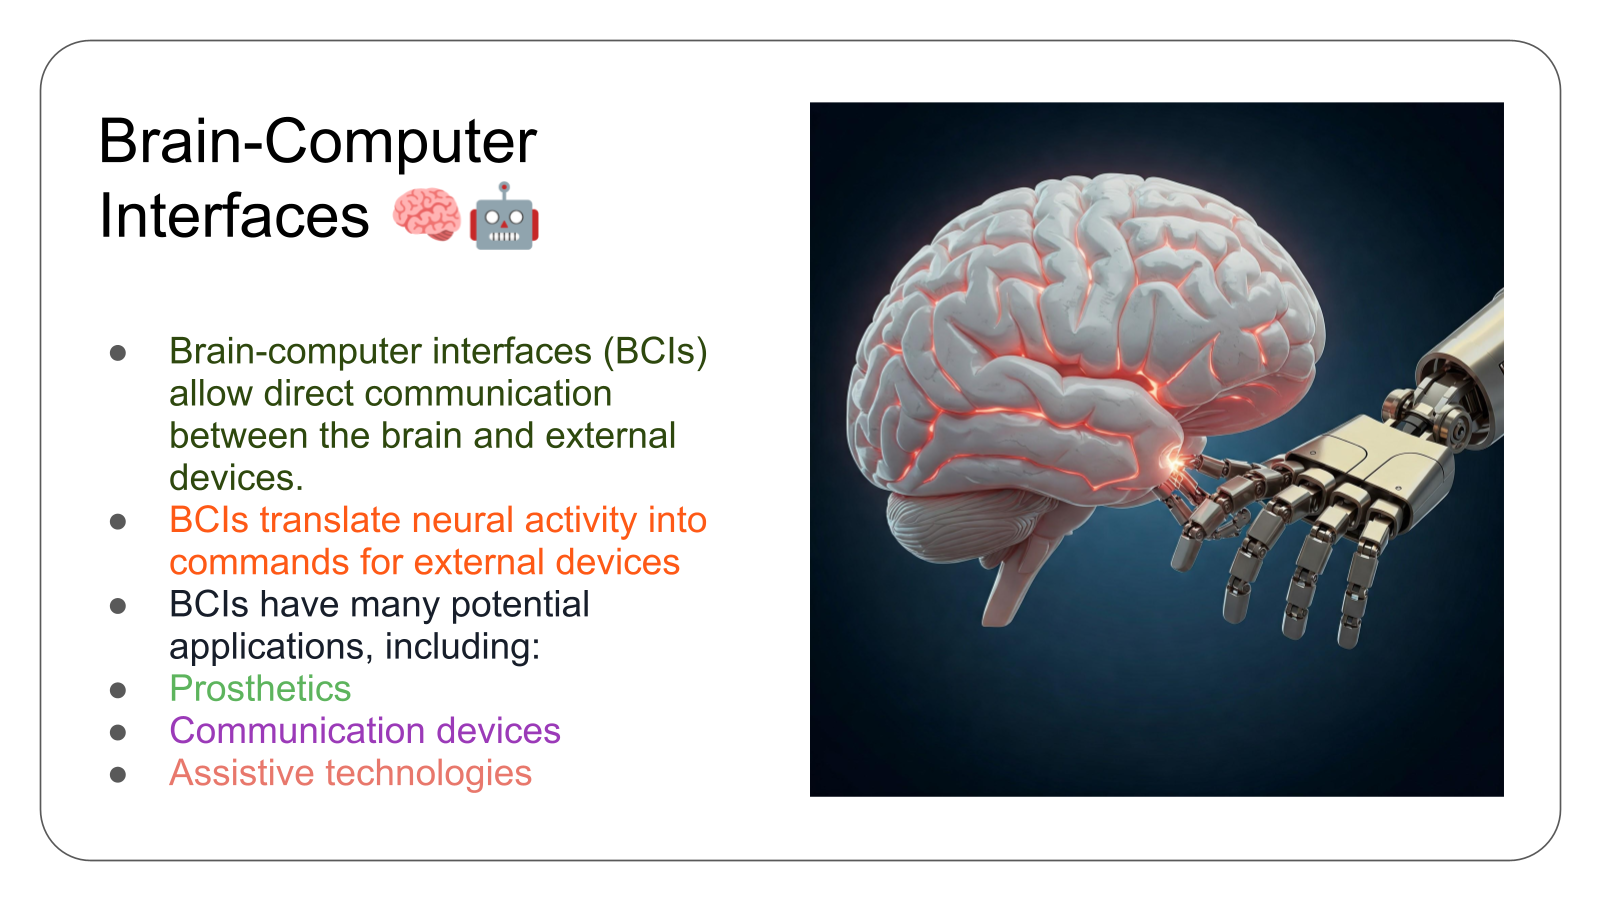 Brain-Computer
Interfaces 🧠🤖
● Brain-computer interfaces (BCIs)
allow direct communication
between the brain and external
devices.
● BCIs translate neural activity into
commands for external devices
● BCIs have many potential
applications, including:
● Prosthetics
● Communication devices
● Assistive technologies